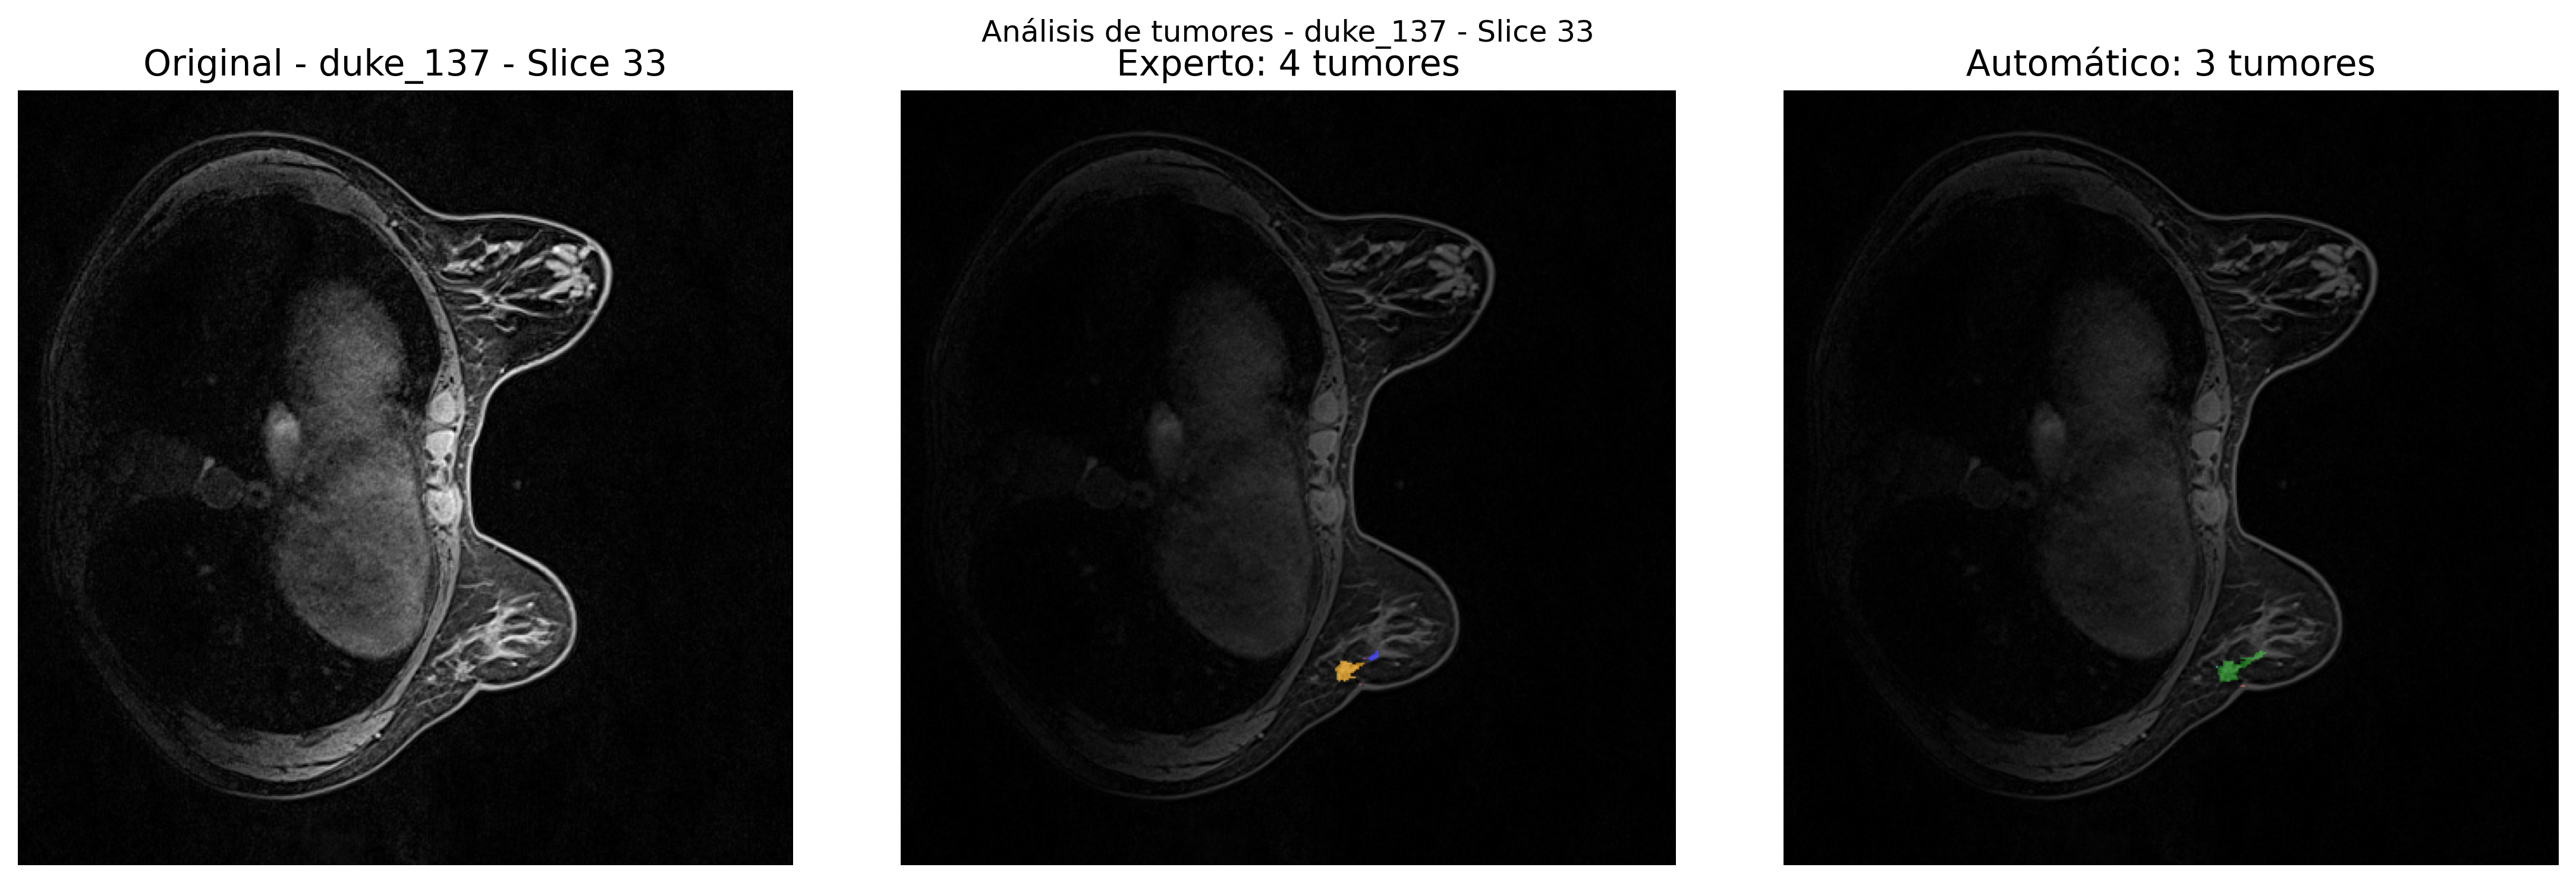 Análisis de tumores - duke_137 - Slice 33
Original - duke_137 - Slice 33
Experto: 4 tumores
Automático: 3 tumores